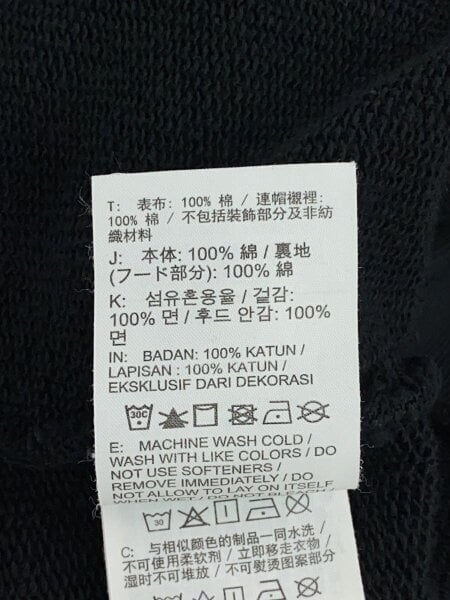 T: 表布: 100% 棉 / 連帽襯裡:
100% 棉 / 不包括裝飾部分及非紡
織材料
J: 本体: 100% 綿 / 裏地
(フード部分): 100% 綿
K: 섬유혼용율 / 겉감:
100% 면 / 후드 안감: 100%
면
IN: BADAN: 100% KATUN /
LAPISAN : 100% KATUN /
EKSKLUSIF DARI DEKORASI
30C
E: MACHINE WASH COLD /
WASH WITH LIKE COLORS / DO
NOT USE SOFTENERS /
REMOVE IMMEDIATELY / DO
NOT ALLOW TO LAY ON ITSELF
WHEN WET / DO NOT BLEACH /
30
C: 与相似颜色的制品一同水洗 /
不可使用柔软剂 / 立即移走衣物 /
湿时不可堆放 / 不可熨烫图案部分